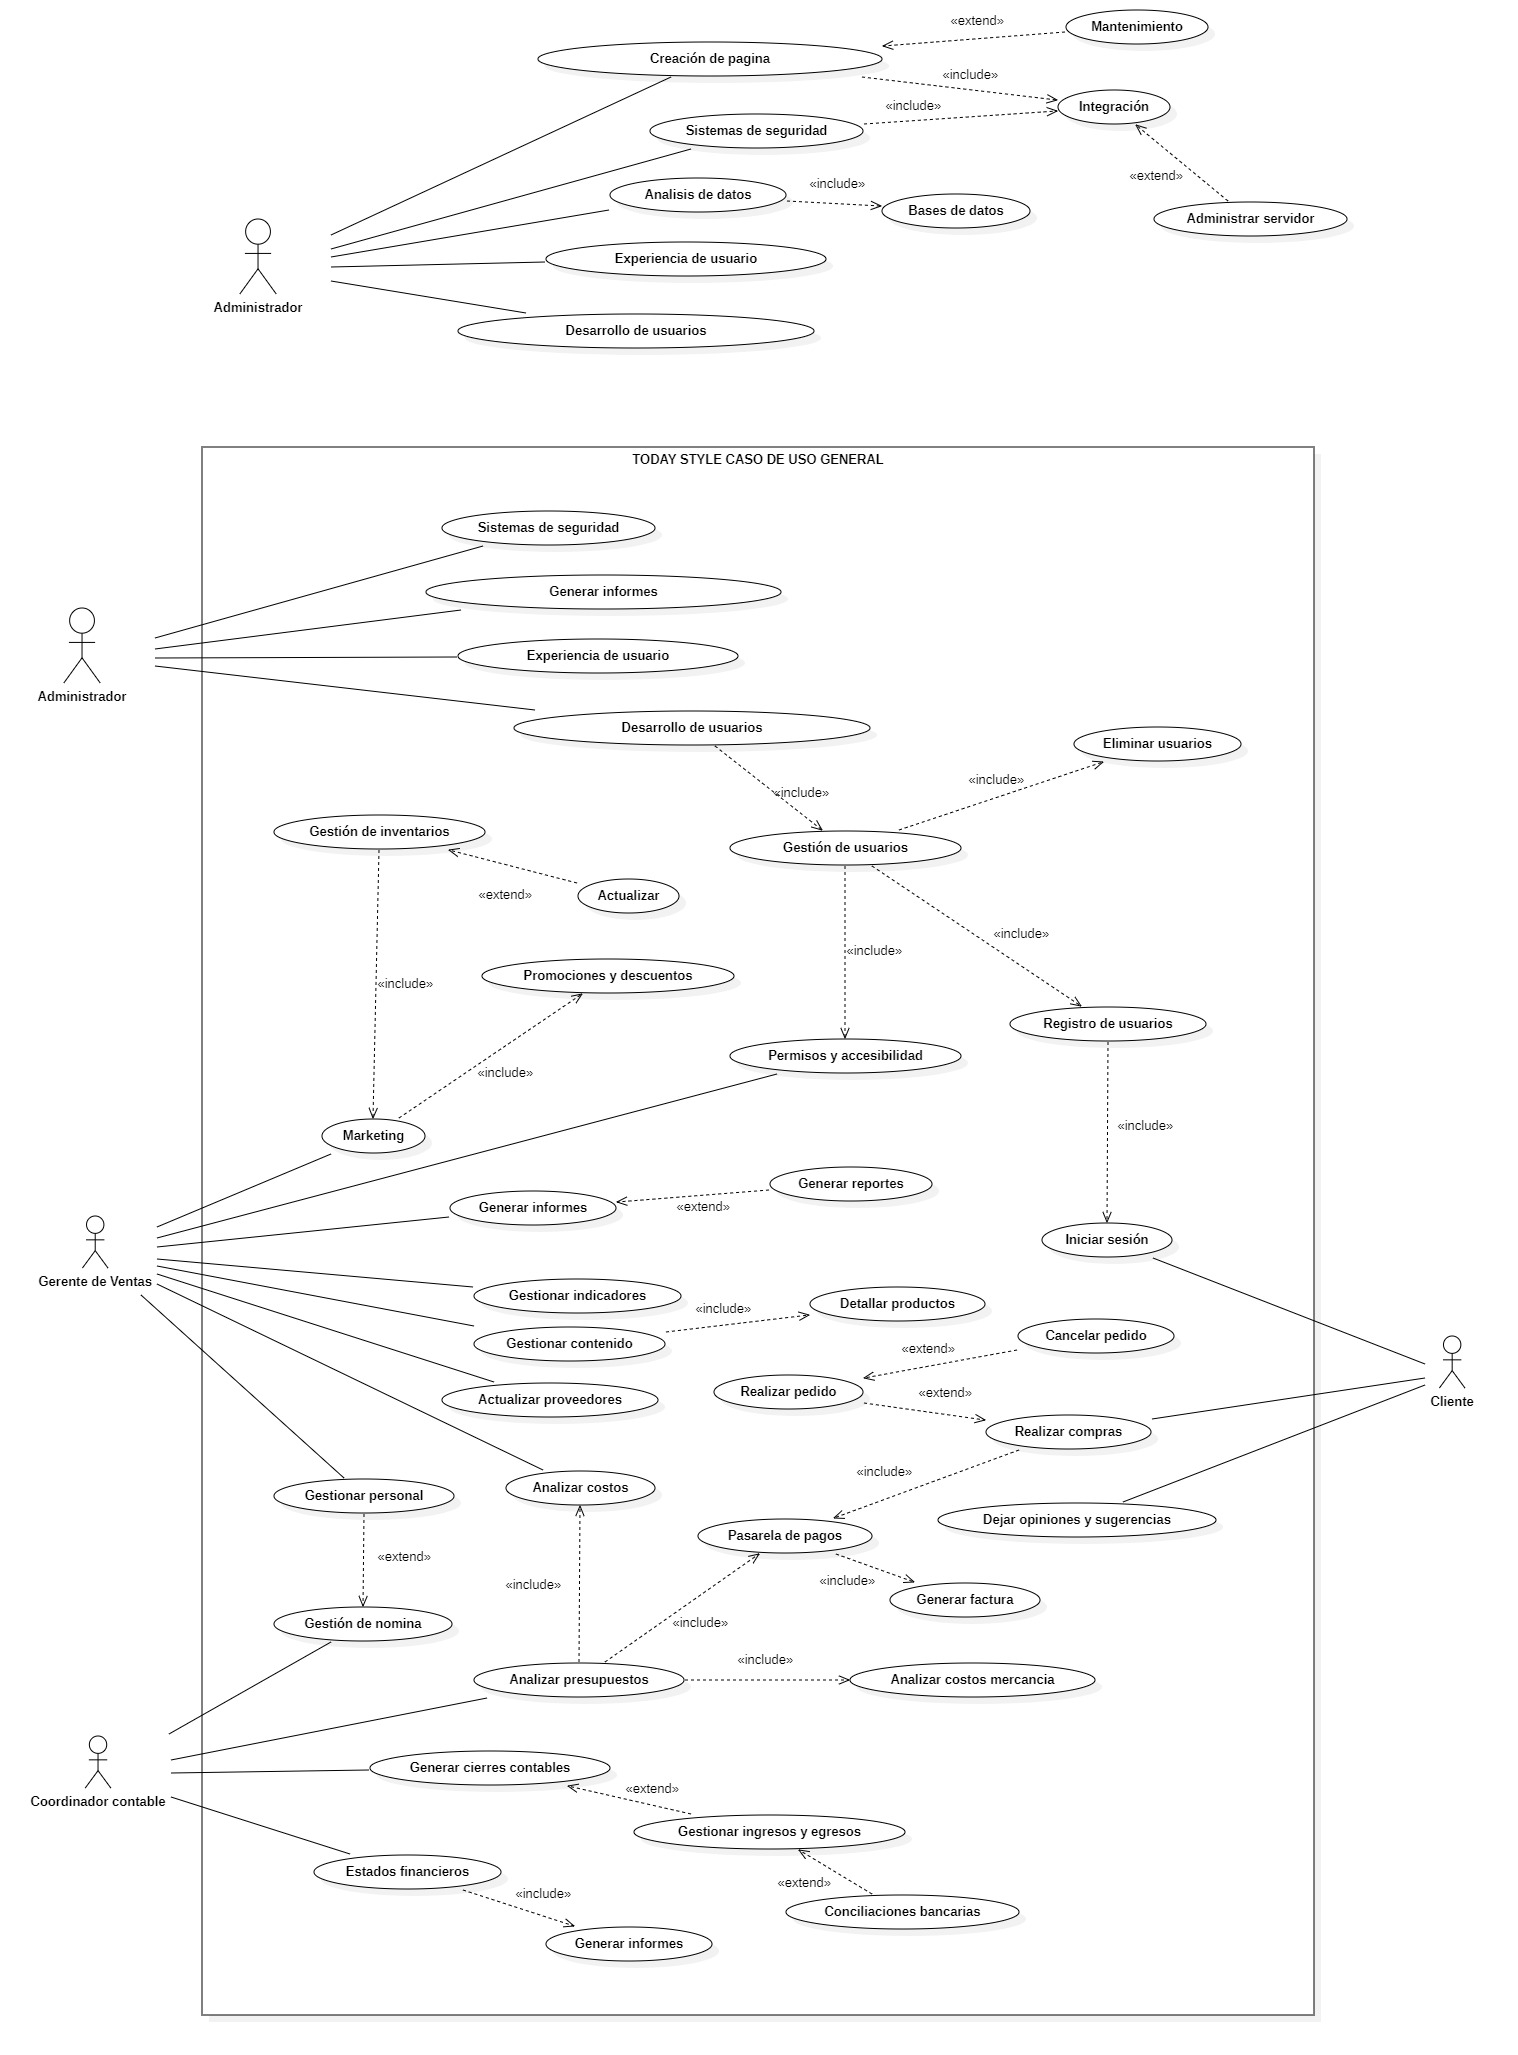 «extend»
Mantenimiento
Creación de pagina
«include»
Integración
«include»
Sistemas de seguridad
«extend»
«include»
Analisis de datos
Bases de datos
Administrar servidor
Experiencia de usuario
Administrador
Desarrollo de usuarios
TODAY STYLE CASO DE USO GENERAL
Sistemas de seguridad
Generar informes
Experiencia de usuario
Administrador
Desarrollo de usuarios
Eliminar usuarios
«include»
«include»
Gestión de inventarios
Gestión de usuarios
«extend»
Actualizar
«include»
«include»
Promociones y descuentos
«include»
Registro de usuarios
Permisos y accesibilidad
«include»
«include»
Marketing
Generar reportes
Generar informes
«extend»
Iniciar sesión
Gerente de Ventas
Gestionar indicadores
Detallar productos
«include»
Gestionar contenido
Cancelar pedido
«extend»
Realizar pedido
«extend»
Actualizar proveedores
Cliente
Realizar compras
«include»
Analizar costos
Gestionar personal
Dejar opiniones y sugerencias
Pasarela de pagos
«extend»
«include»
«include»
Generar factura
Gestión de nomina
«include»
«include»
Analizar presupuestos
Analizar costos mercancia
Generar cierres contables
«extend»
Coordinador contable
Gestionar ingresos y egresos
Estados financieros
«extend»
«include»
Conciliaciones bancarias
Generar informes